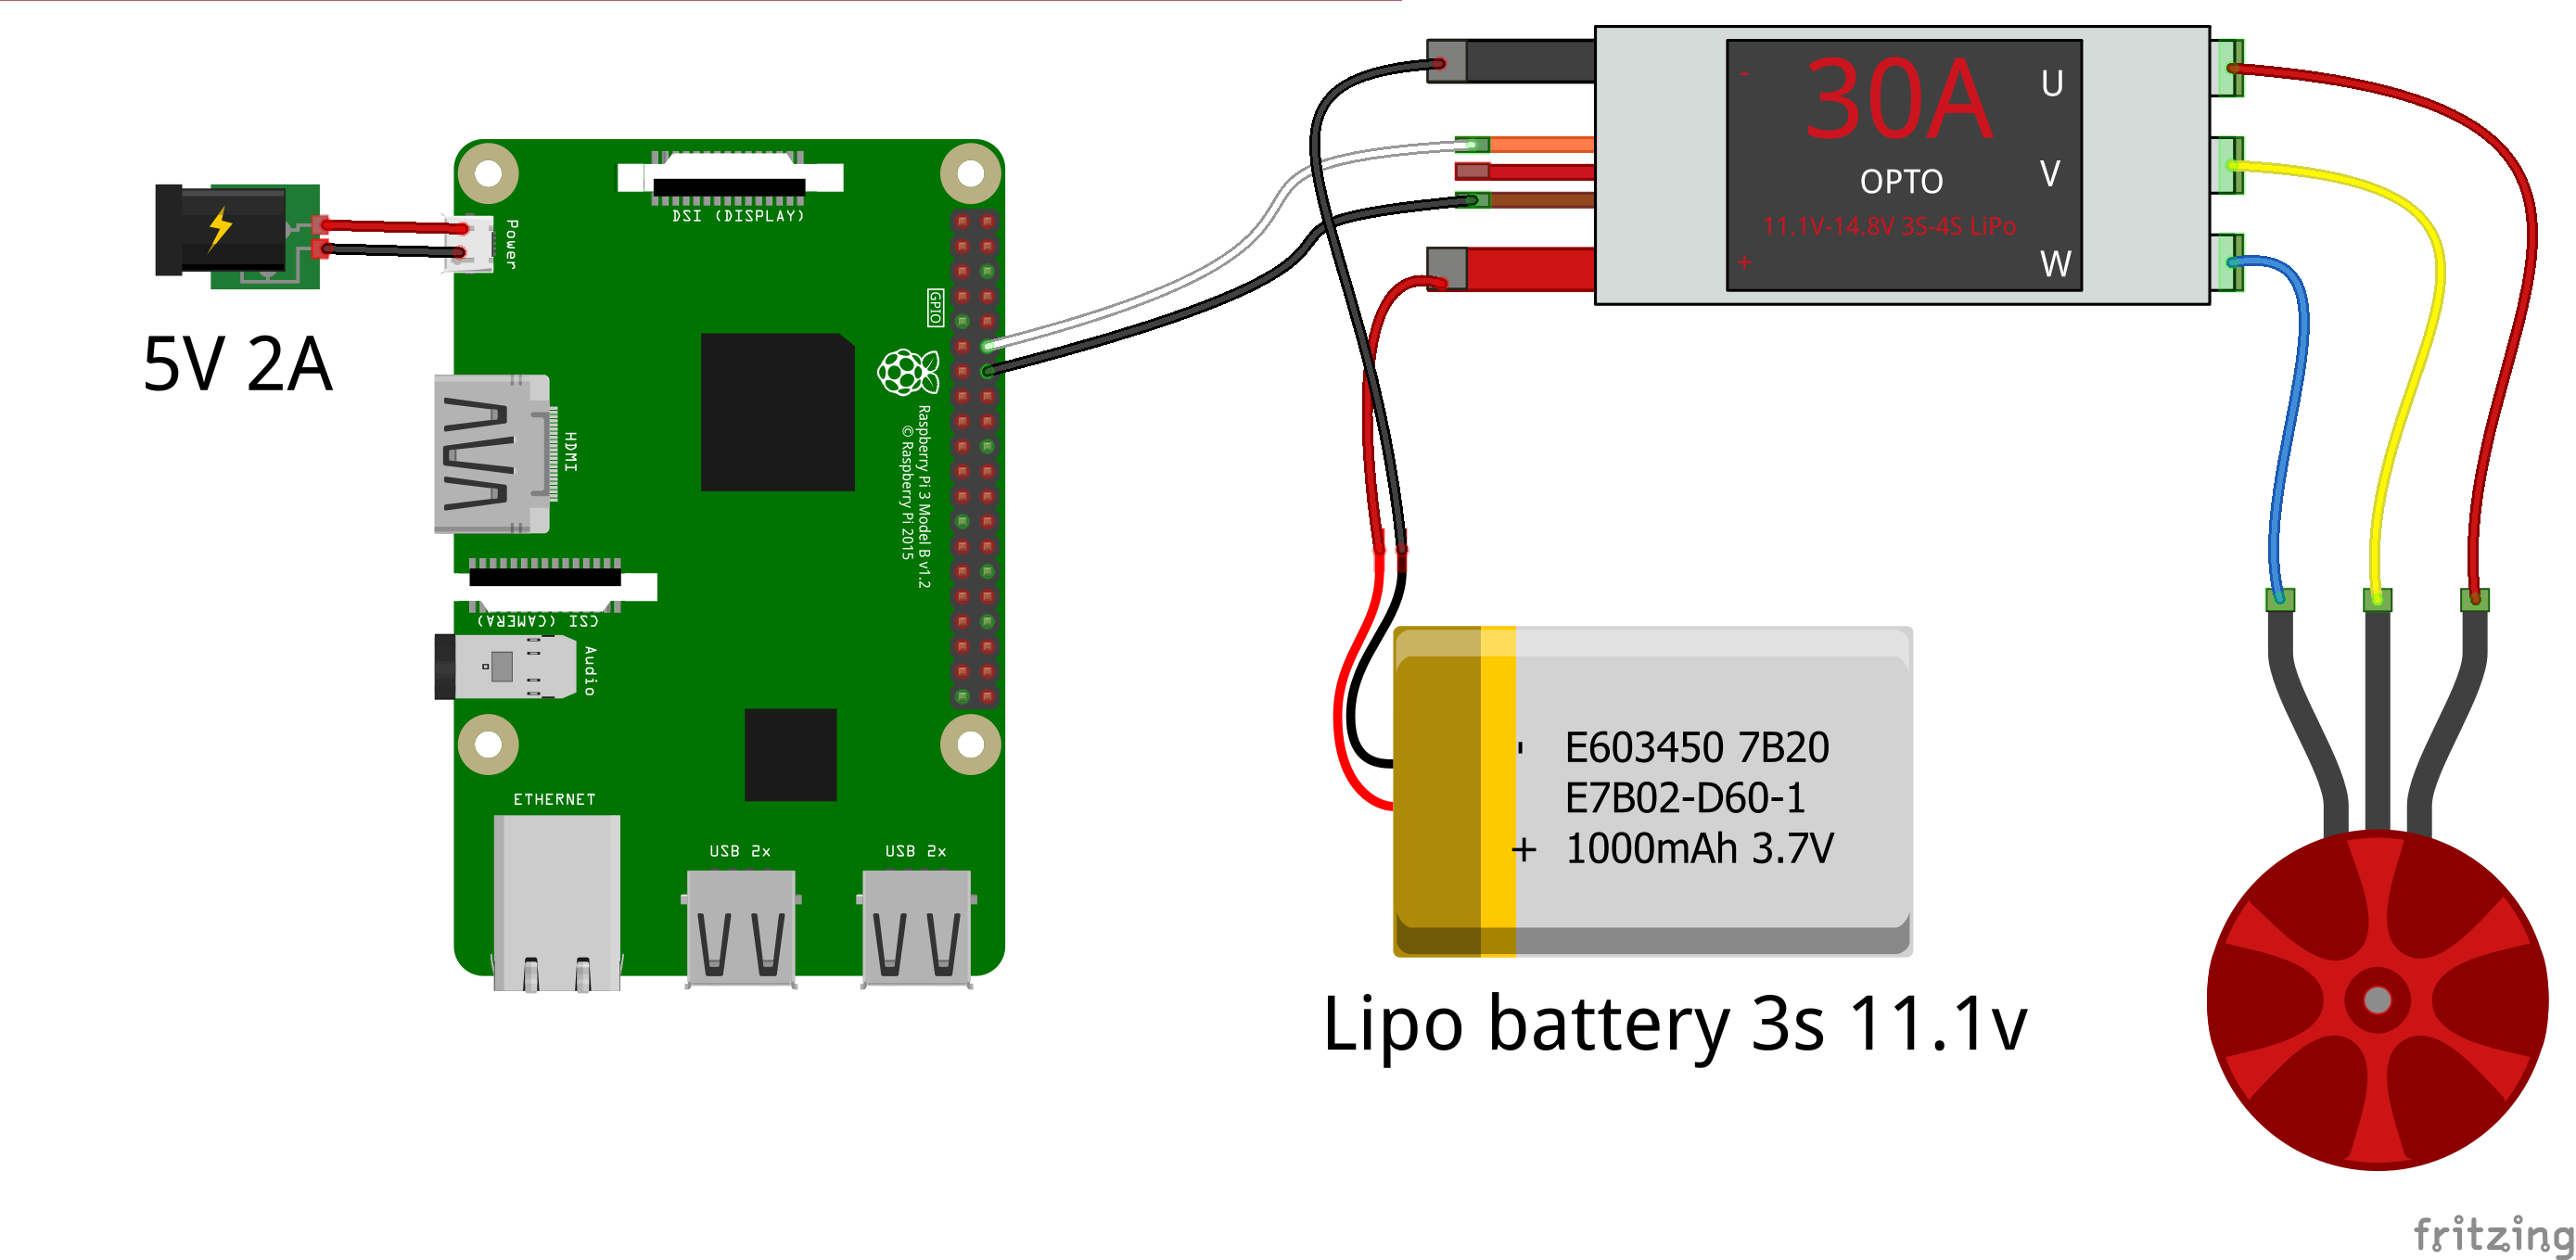 5V 2A
Power
DSI (DISPLAY)
GPIO
HDMI
Raspberry Pi 3 Model B v1.2
© Raspberry Pi 2015
CSI (CAMERA)
Audio
ETHERNET
USB 2x
USB 2x
-
30A
U
OPTO
V
11.1V-14.8V 3S-4S LiPo
+
W
- E603450 7B20
E7B02-D60-1
+ 1000mAh 3.7V
Lipo battery 3s 11.1v
fritzing